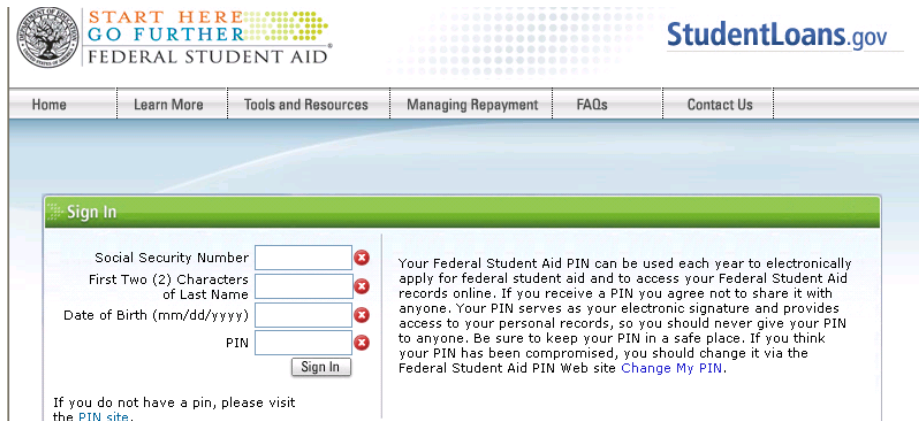 START HERE
GO FURTHER
FEDERAL STUDENT AID
StudentLoans.gov
Home Learn More Tools and Resources Managing Repayment FAQs Contact Us
Sign In
Social Security Number
First Two (2) Characters
of Last Name
Date of Birth (mm/dd/yyyy)
PIN
Sign In
If you do not have a pin, please visit
the PIN site.
Your Federal Student Aid PIN can be used each year to electronically
apply for federal student aid and to access your Federal Student Aid
records online. If you receive a PIN you agree not to share it with
anyone. Your PIN serves as your electronic signature and provides
access to your personal records, so you should never give your PIN
to anyone. Be sure to keep your PIN in a safe place. If you think
your PIN has been compromised, you should change it via the
Federal Student Aid PIN Web site Change My PIN.